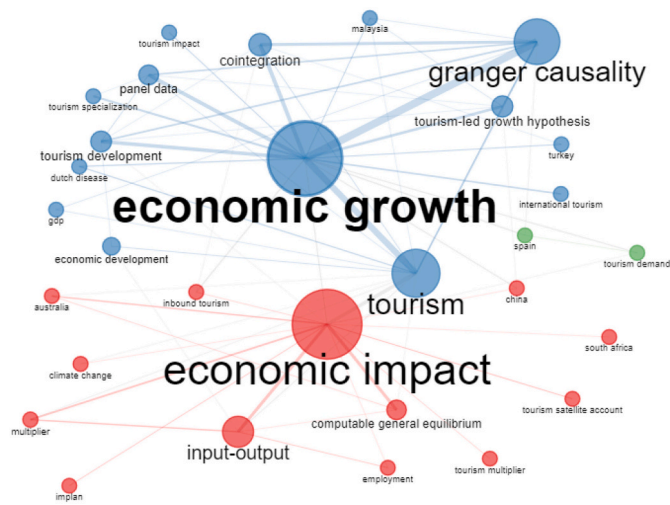 malaysia
tourism impact
cointegration
granger causality
panel data
tourism specialization
tourism-led growth hypothesis
tourism development
turkey
dutch disease
economic growth
international tourism
gdp
spain
economic development
tourism demand
tourism
china
australia
inbound tourism
south africa
economic impact
climate change
tourism satellite account
computable general equilibrium
multiplier
input-output
tourism multiplier
employment
implan